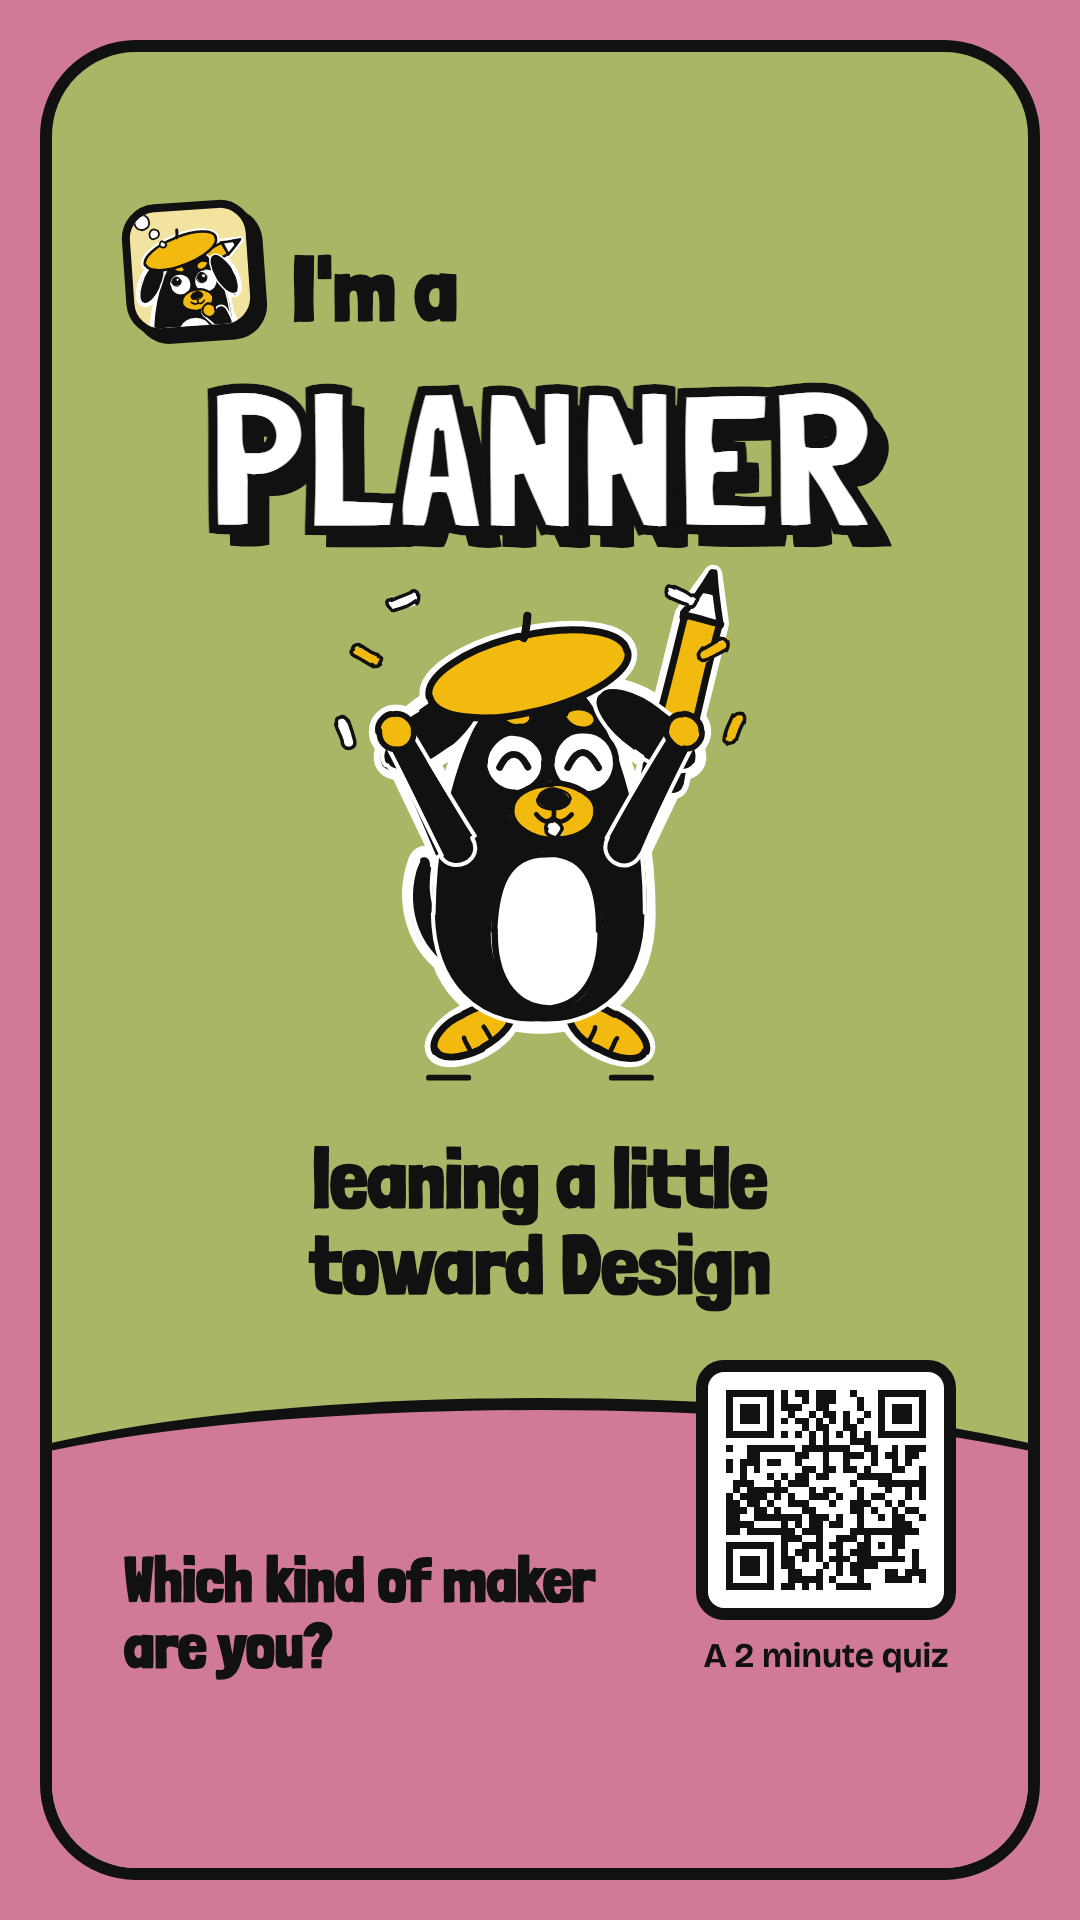 I'm a
PLANNER
leaning a little
toward Design
Which kind of maker
are you?
A 2 minute quiz